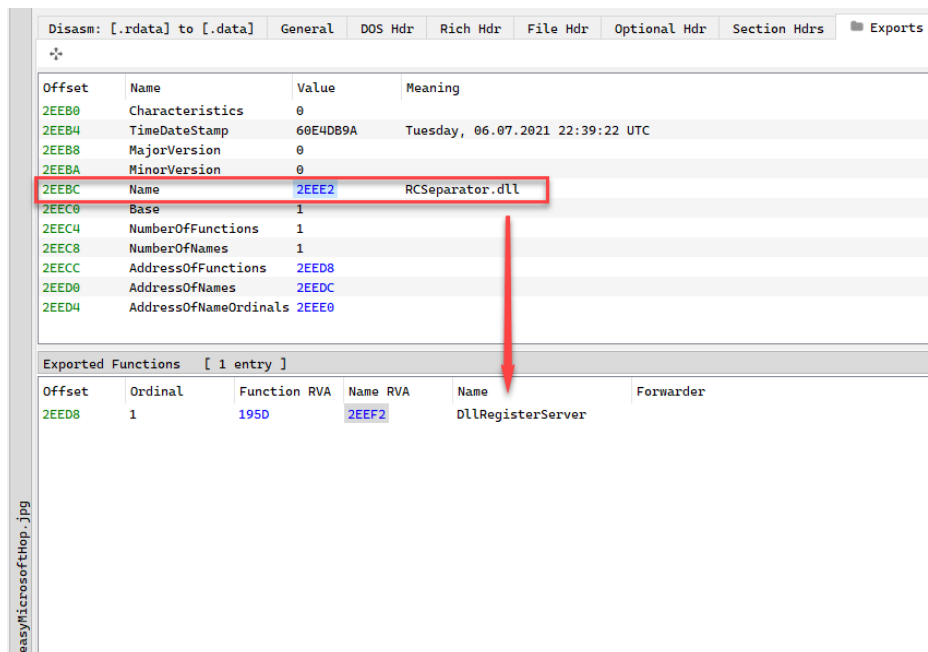 Disasm: [.rdata] to [.data] General DOS Hdr Rich Hdr File Hdr Optional Hdr Section Hdrs Exports
Offset Name Value Meaning
2EEB0 Characteristics 0
2EEB4 TimeDateStamp 60E4DB9A Tuesday, 06.07.2021 22:39:22 UTC
2EEB8 MajorVersion 0
2EEBA MinorVersion 0
2EEBC Name 2EEE2 RCSeparator.dll
2EEC0 Base 1
2EEC4 NumberOfFunctions 1
2EEC8 NumberOfNames 1
2EECC AddressOfFunctions 2EED8
2EED0 AddressOfNames 2EEDC
2EED4 AddressOfNameOrdinals 2EEE0
Exported Functions [ 1 entry ]
Offset Ordinal Function RVA Name RVA Name Forwarder
2EED8 1 195D 2EEF2 DllRegisterServer
easyMicrosoftHop.jpg